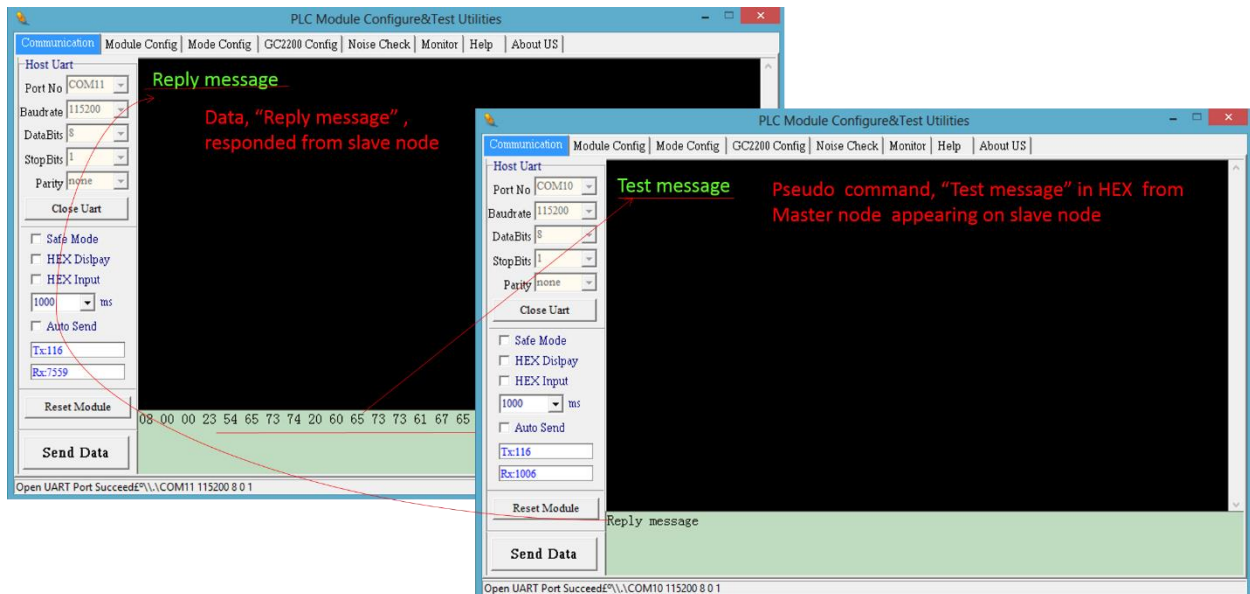 PLC Module Configure&Test Utilities
Communication Module Config Mode Config GC2200 Config Noise Check Monitor Help About US
Host Uart
Port No COM11
Baudrate 115200
DataBits 8
StopBits 1
Parity none
Close Uart
Safe Mode
HEX Dislpay
HEX Input
1000 ms
Auto Send
Tx:116
Rx:7559
Reset Module
Send Data
Reply message
Data, “Reply message” ,
responded from slave node
08 00 00 23 54 65 73 74 20 60 65 73 73 61 67 65
Open UART Port Succeed£º\\.\COM11 115200 8 0 1
PLC Module Configure&Test Utilities
Communication Module Config Mode Config GC2200 Config Noise Check Monitor Help About US
Host Uart
Port No COM10
Baudrate 115200
DataBits 8
StopBits 1
Parity none
Close Uart
Safe Mode
HEX Dislpay
HEX Input
1000 ms
Auto Send
Tx:116
Rx:1006
Reset Module
Send Data
Test message
Pseudo command, “Test message” in HEX from
Master node appearing on slave node
Reply message
Open UART Port Succeed£º\\.\COM10 115200 8 0 1